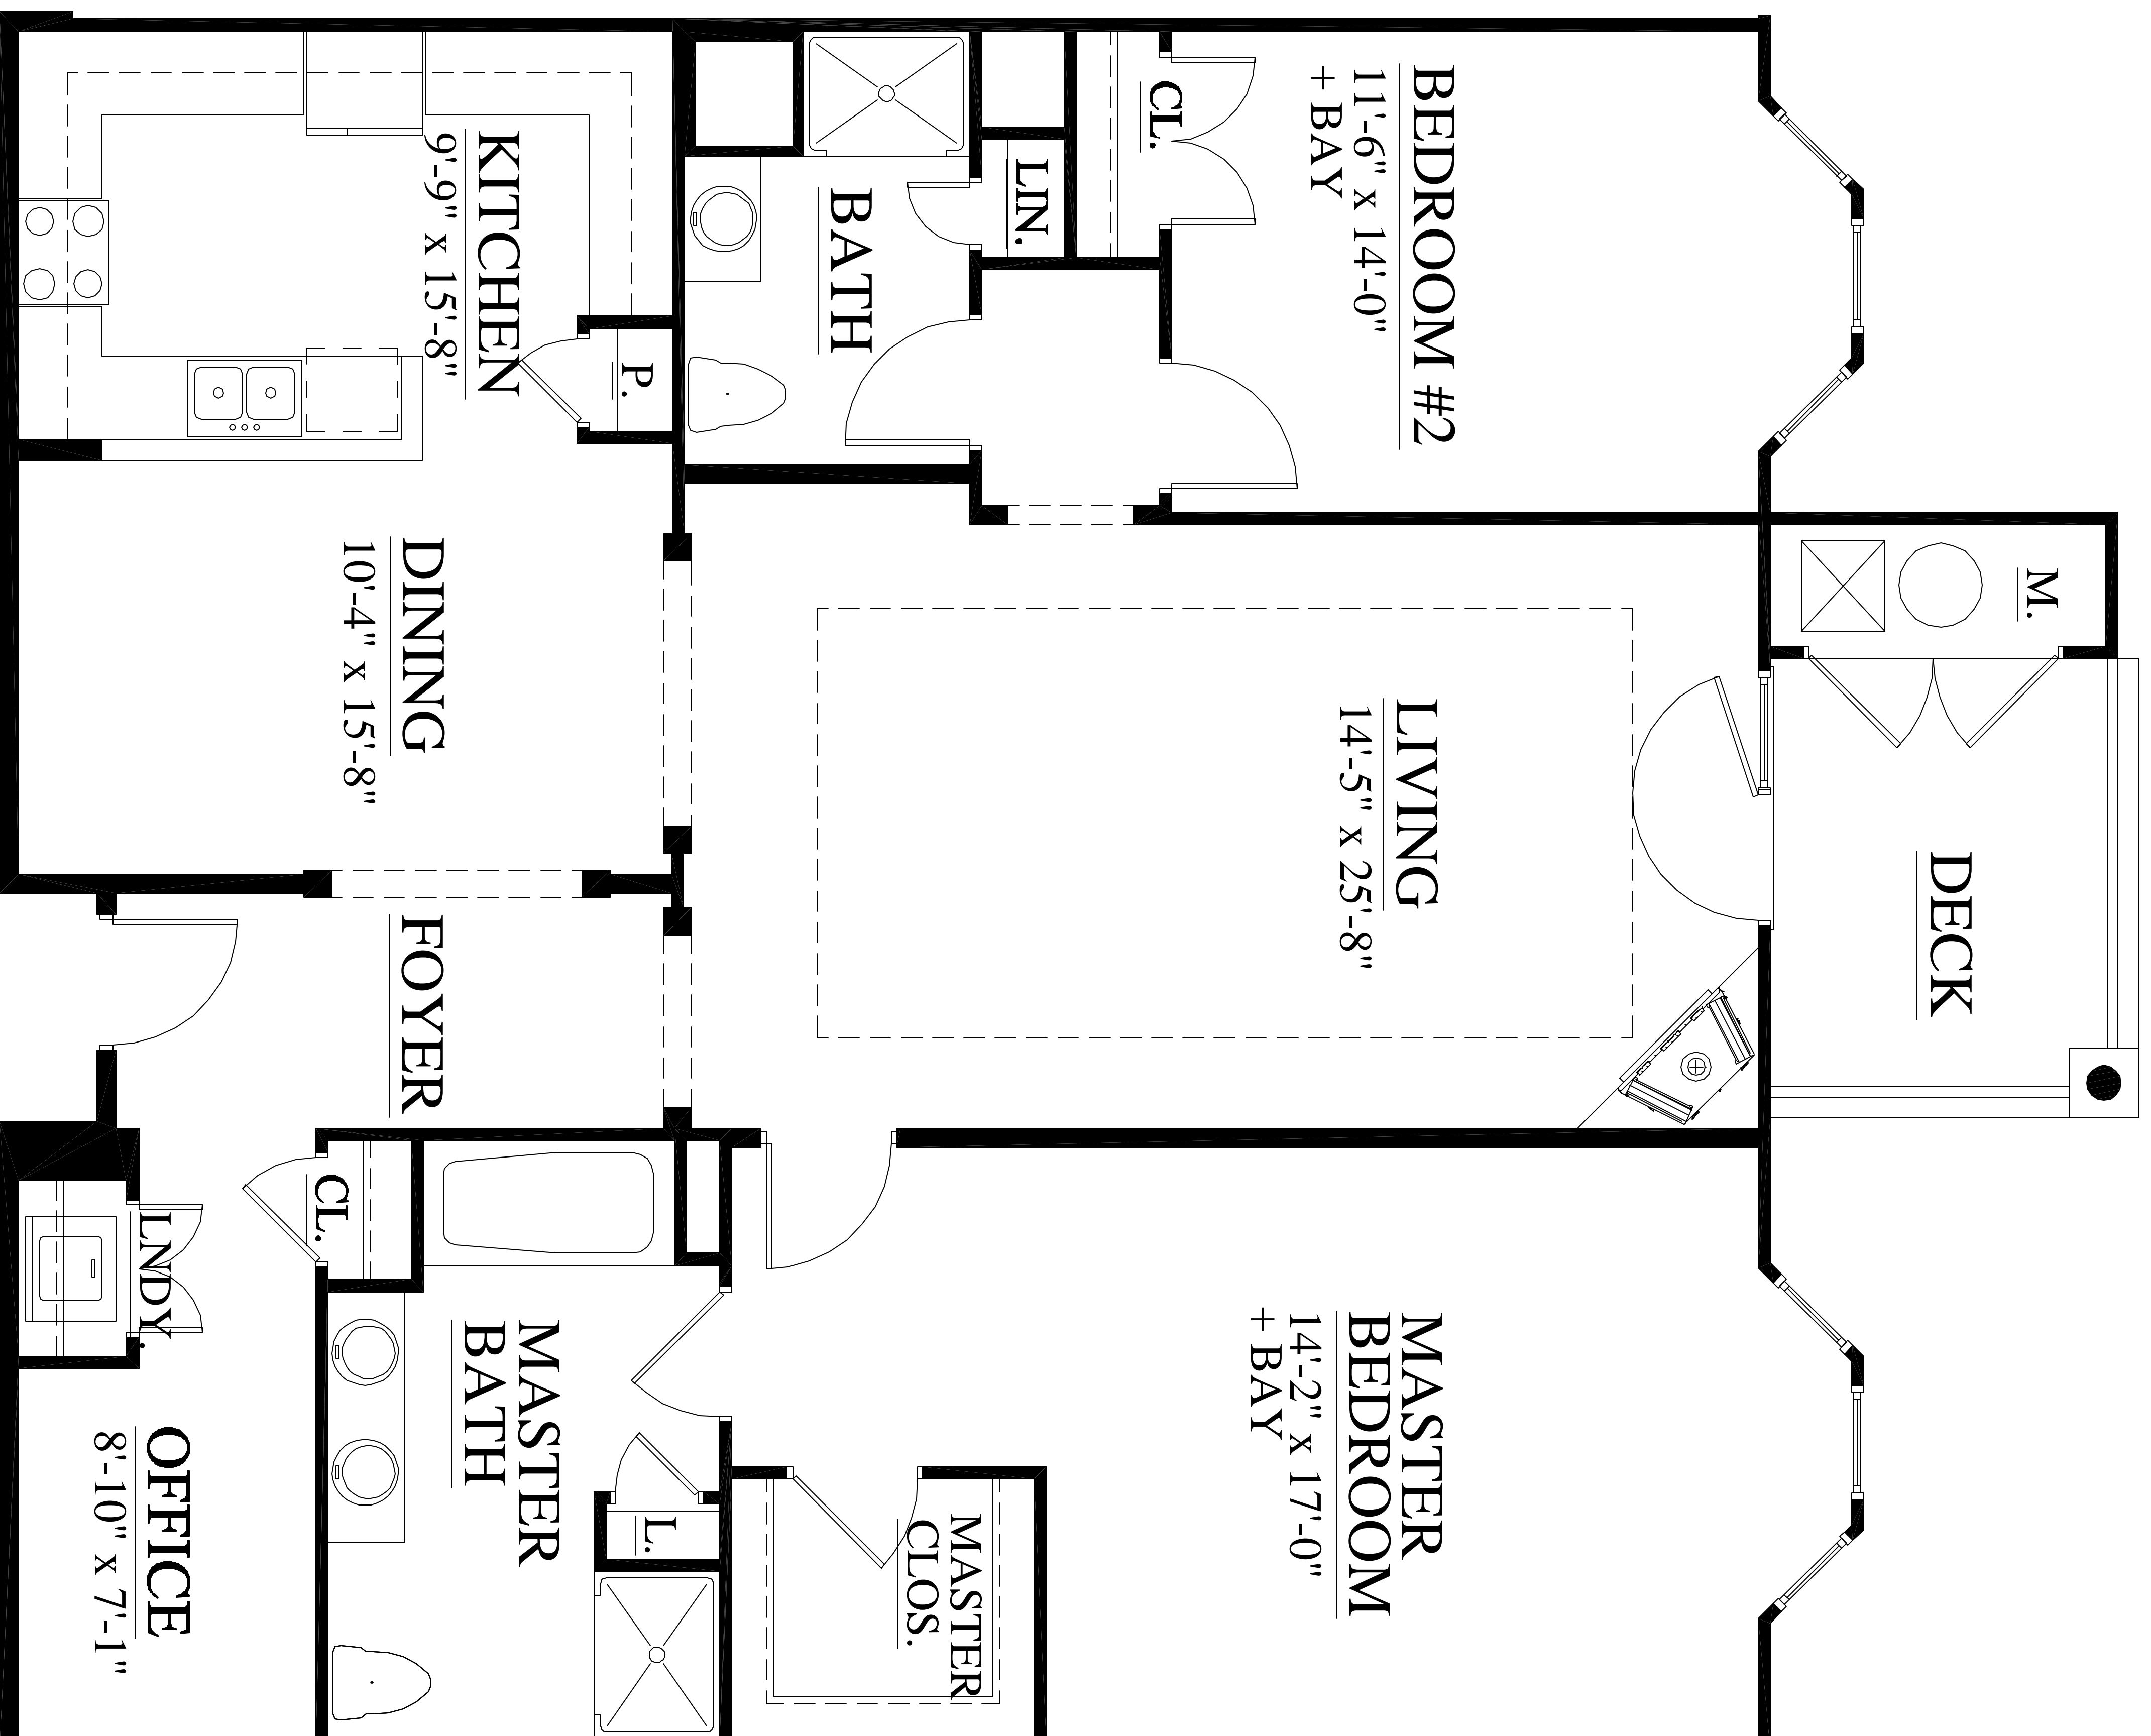 BEDROOM #2
11'-6" x 14'-0"
+ BAY
CL.
LIN.
BATH
KITCHEN
9'-9" x 15'-8"
P.
M.
DECK
LIVING
14'-5" x 25'-8"
DINING
10'-4" x 15'-8"
FOYER
MASTER
BEDROOM
14'-2" x 17'-0"
+ BAY
MASTER
CLOS.
L.
MASTER
BATH
CL.
LNDY.
OFFICE
8'-10" x 7'-1"